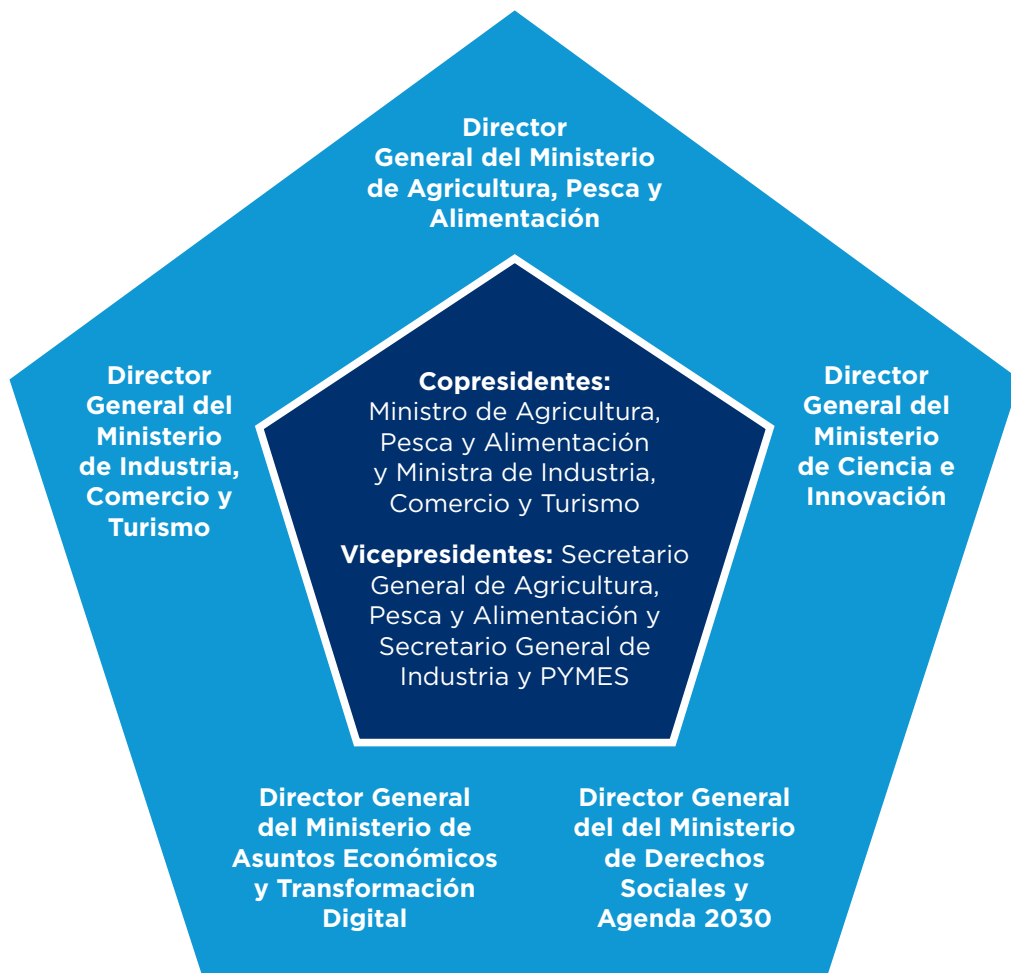 Director
General del Ministerio
de Agricultura, Pesca y
Alimentación
Director
General del
Ministerio
de Industria,
Comercio y
Turismo
Copresidentes:
Ministro de Agricultura,
Pesca y Alimentación
y Ministra de Industria,
Comercio y Turismo
Vicepresidentes: Secretario
General de Agricultura,
Pesca y Alimentación y
Secretario General de
Industria y PYMES
Director
General del
Ministerio
de Ciencia e
Innovación
Director General
del Ministerio de
Asuntos Económicos
y Transformación
Digital
Director General
del del Ministerio
de Derechos
Sociales y
Agenda 2030